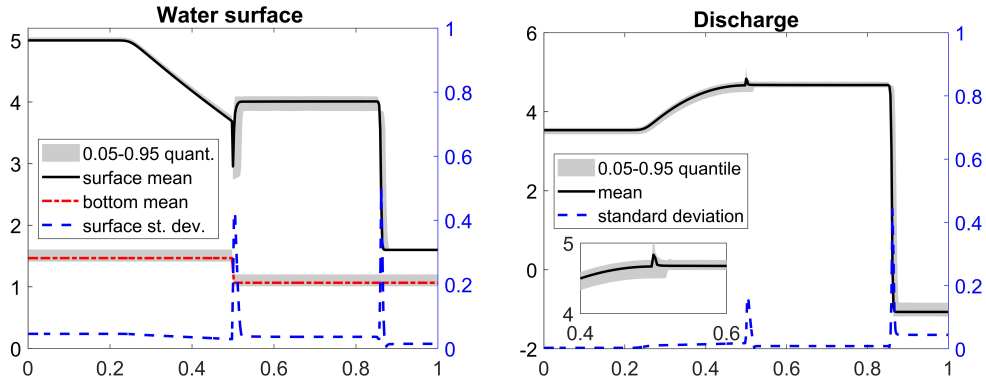 Water surface
5
4
3
2
1
0
0.05-0.95 quant.
surface mean
bottom mean
surface st. dev.
1
0.8
0.6
0.4
0.2
0
0 0.2 0.4 0.6 0.8 1
Discharge
6
4
2
0
-2
0.05-0.95 quantile
mean
standard deviation
5
4
0.4 0.6
1
0.8
0.6
0.4
0.2
0
0 0.2 0.4 0.6 0.8 1